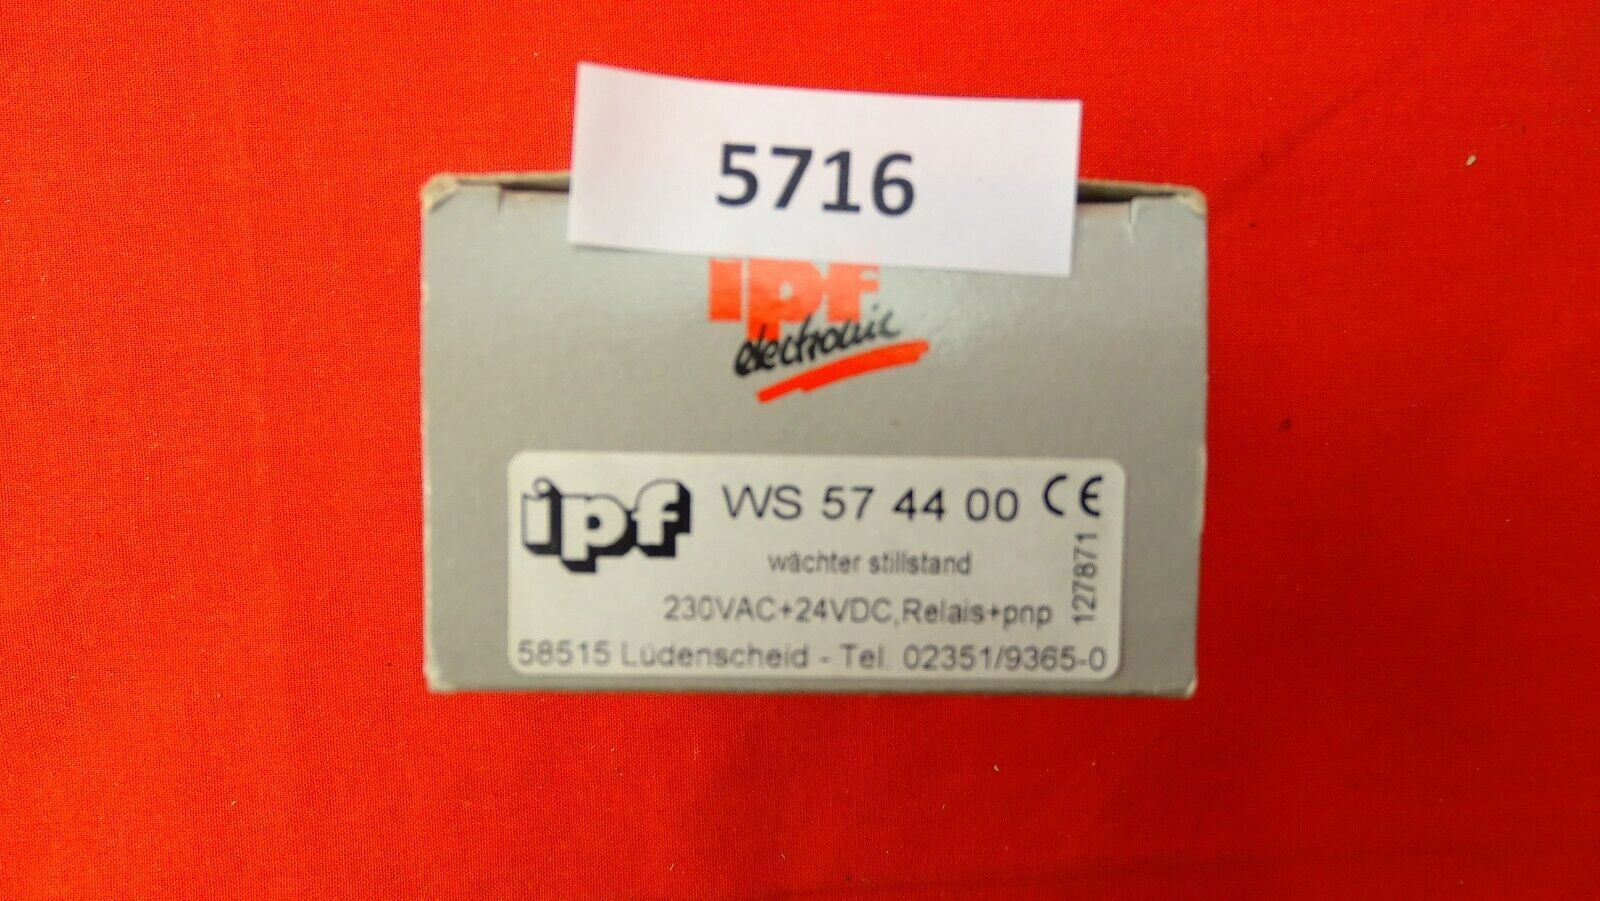 5716
ipf
electronic
ipf WS 57 44 00 CE
wächter stillstand
230VAC+24VDC,Relais+pnp
127871
58515 Lüdenscheid - Tel. 02351/9365-0